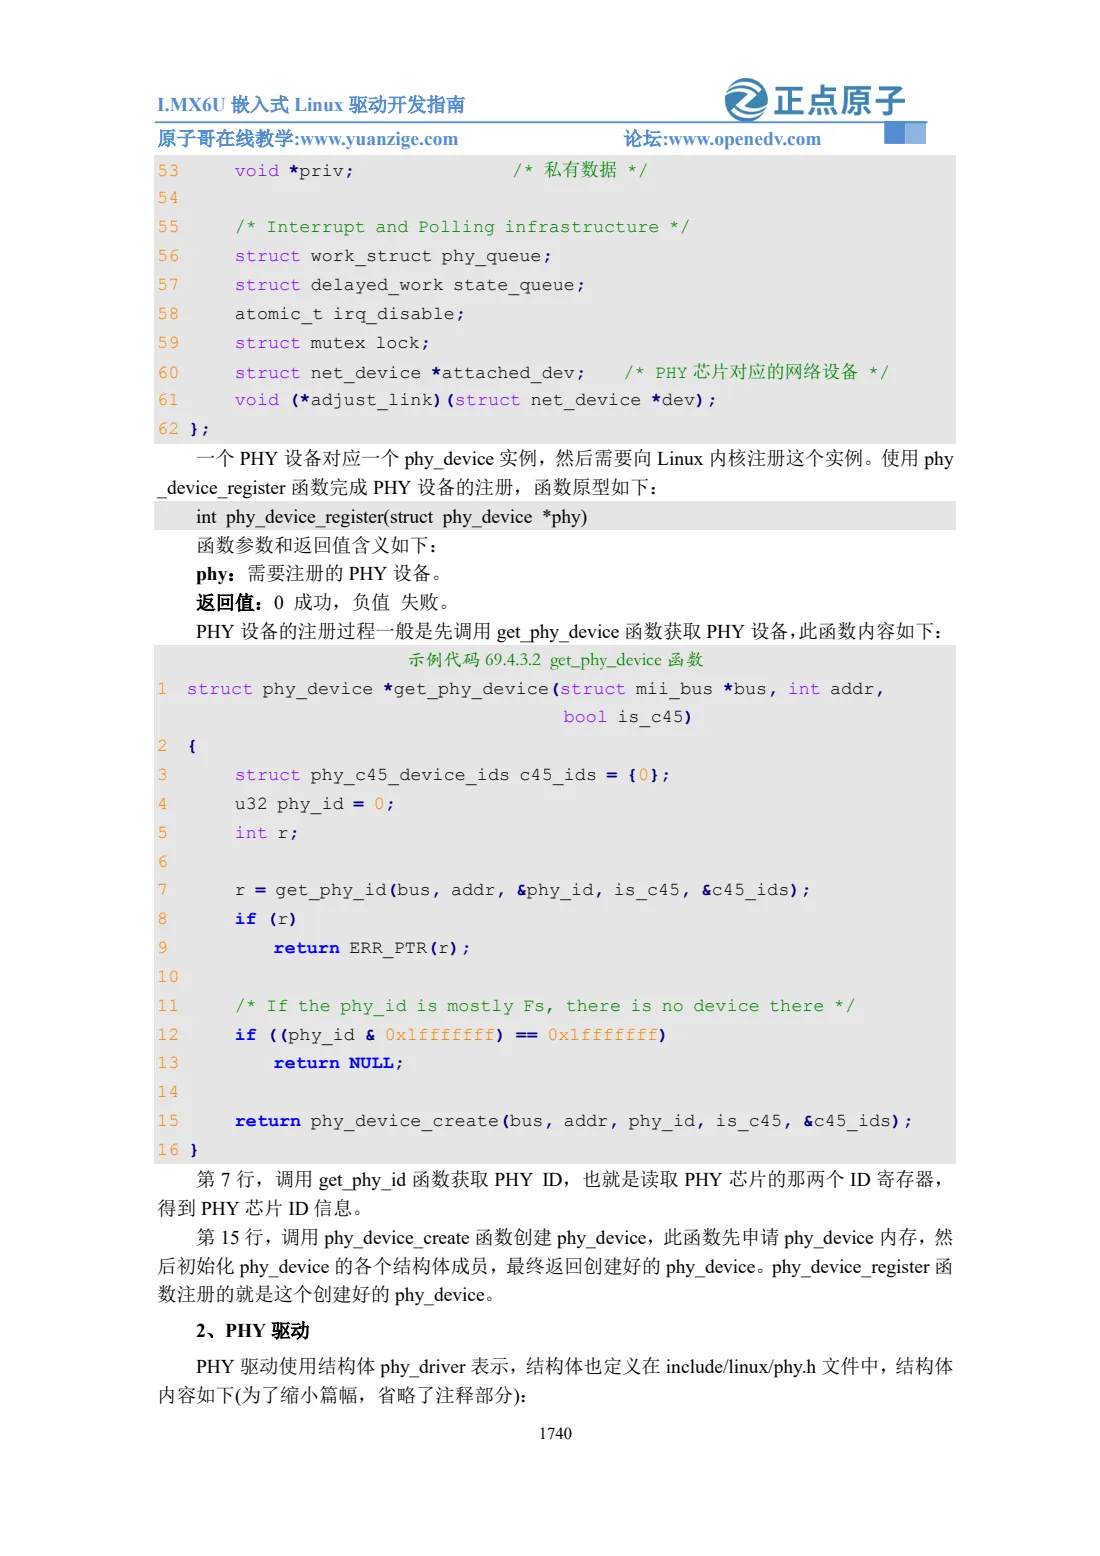 I.MX6U 嵌入式 Linux 驱动开发指南
正点原子
原子哥在线教学:www.yuanzige.com 论坛:www.openedv.com
53 void *priv; /* 私有数据 */
54
55 /* Interrupt and Polling infrastructure */
56 struct work_struct phy_queue;
57 struct delayed_work state_queue;
58 atomic_t irq_disable;
59 struct mutex lock;
60 struct net_device *attached_dev; /* PHY 芯片对应的网络设备 */
61 void (*adjust_link)(struct net_device *dev);
62 };
一个 PHY 设备对应一个 phy_device 实例，然后需要向 Linux 内核注册这个实例。使用 phy
_device_register 函数完成 PHY 设备的注册，函数原型如下：
int phy_device_register(struct phy_device *phy)
函数参数和返回值含义如下：
phy：需要注册的 PHY 设备。
返回值：0 成功，负值 失败。
PHY 设备的注册过程一般是先调用 get_phy_device 函数获取 PHY 设备，此函数内容如下：
示例代码 69.4.3.2 get_phy_device 函数
1 struct phy_device *get_phy_device(struct mii_bus *bus, int addr,
bool is_c45)
2 {
3 struct phy_c45_device_ids c45_ids = {0};
4 u32 phy_id = 0;
5 int r;
6
7 r = get_phy_id(bus, addr, &phy_id, is_c45, &c45_ids);
8 if (r)
9 return ERR_PTR(r);
10
11 /* If the phy_id is mostly Fs, there is no device there */
12 if ((phy_id & 0x1fffffff) == 0x1fffffff)
13 return NULL;
14
15 return phy_device_create(bus, addr, phy_id, is_c45, &c45_ids);
16 }
第 7 行，调用 get_phy_id 函数获取 PHY ID，也就是读取 PHY 芯片的那两个 ID 寄存器，
得到 PHY 芯片 ID 信息。
第 15 行，调用 phy_device_create 函数创建 phy_device，此函数先申请 phy_device 内存，然
后初始化 phy_device 的各个结构体成员，最终返回创建好的 phy_device。phy_device_register 函
数注册的就是这个创建好的 phy_device。
2、PHY 驱动
PHY 驱动使用结构体 phy_driver 表示，结构体也定义在 include/linux/phy.h 文件中，结构体
内容如下(为了缩小篇幅，省略了注释部分)：
1740